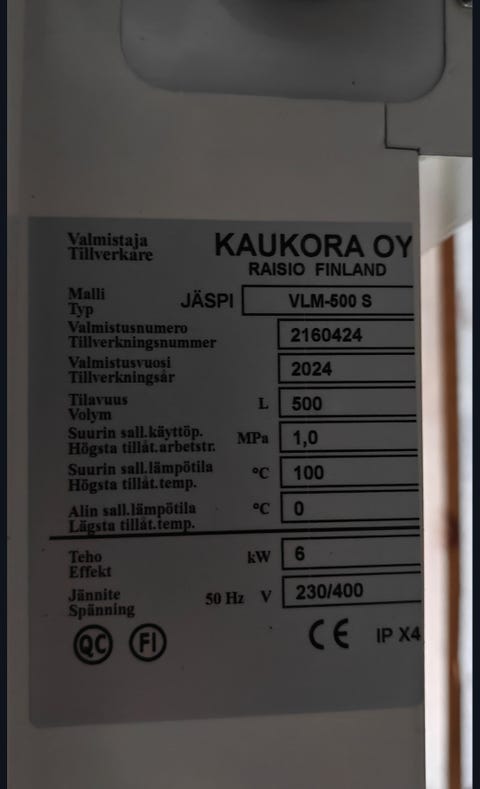 Valmistaja KAUKORA OY
Tillverkare RAISIO FINLAND
Malli
Typ JÄSPI VLM-500 S
Valmistusnumero
Tillverkningsnummer 2160424
Valmistusvuosi
Tillverkningsår 2024
Tilavuus
Volym L 500
Suurin sall.käyttöp.
Högsta tillåt.arbetstr. MPa 1,0
Suurin sall.lämpötila
Högsta tillåt.temp. °C 100
Alin sall.lämpötila
Lägsta tillåt.temp. °C 0
Teho
Effekt kW 6
Jännite
Spänning 50 Hz V 230/400
QC FI CE IP X4